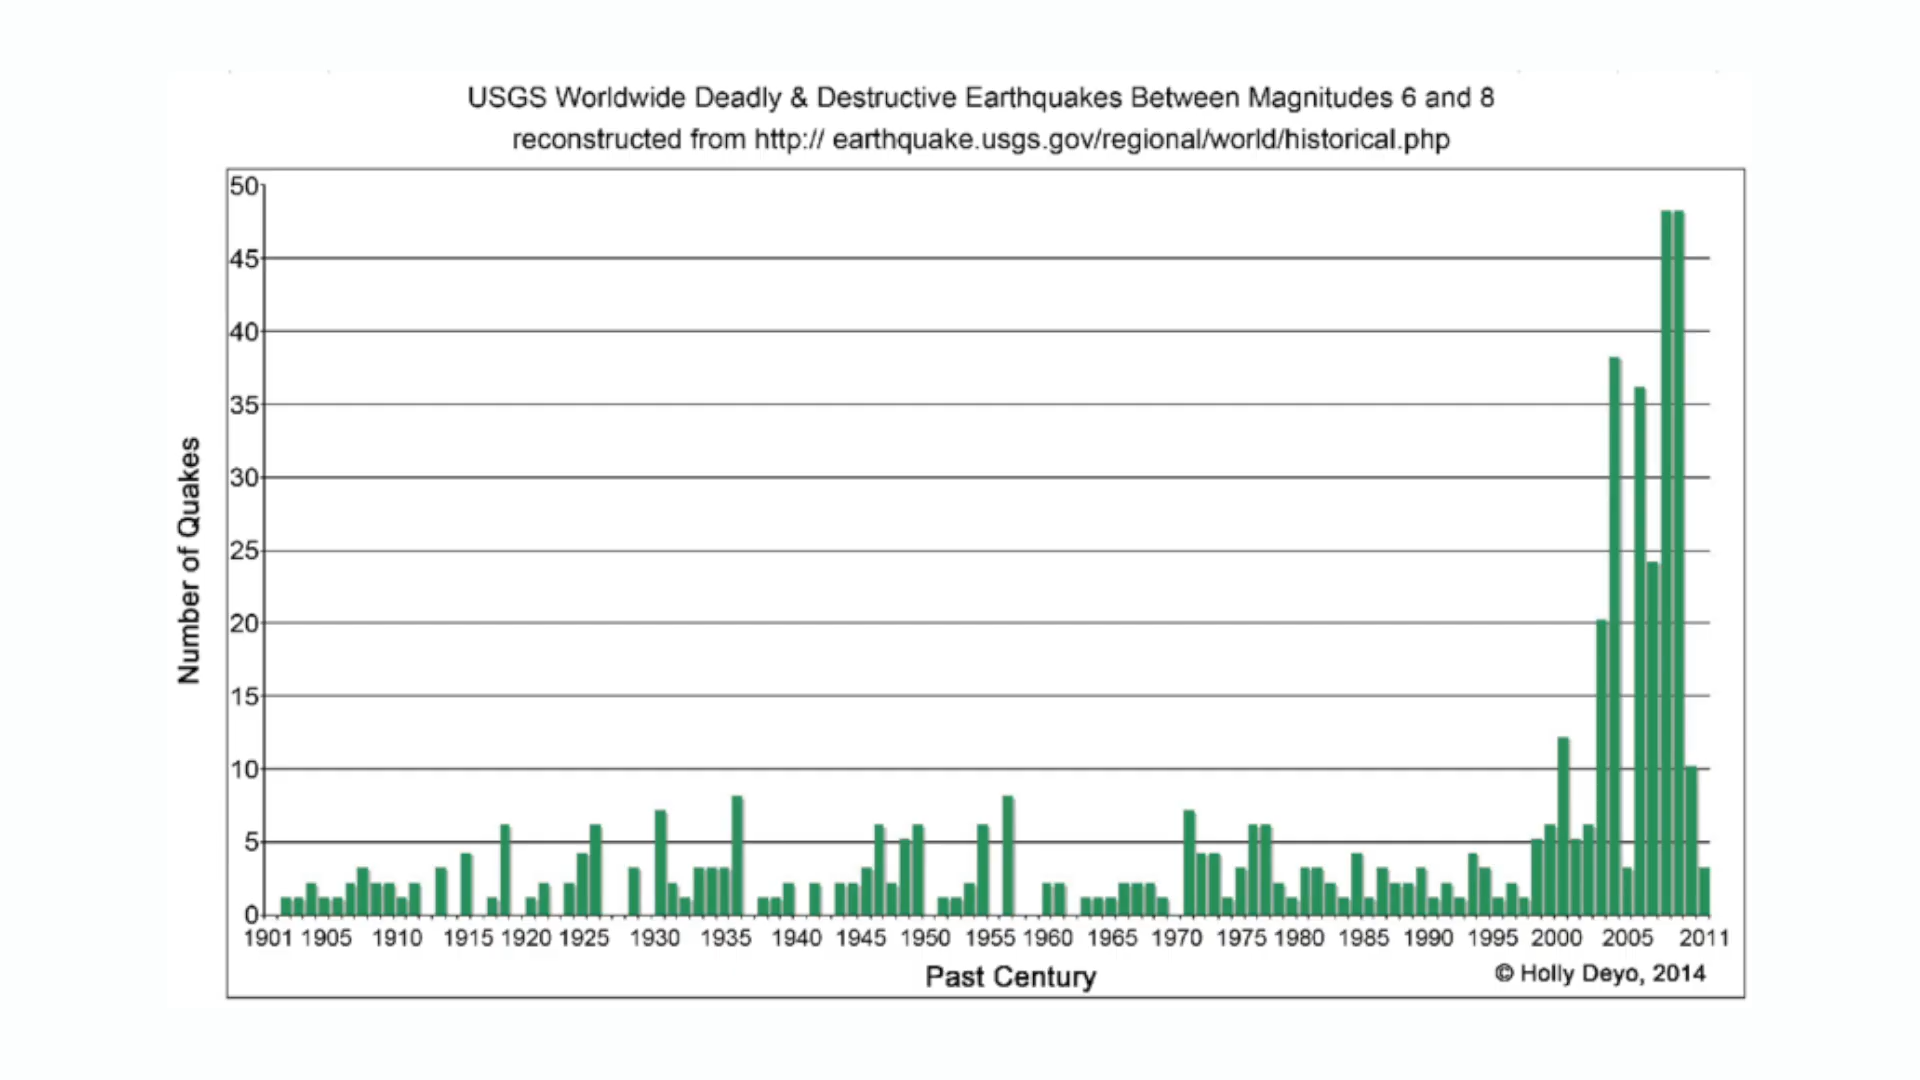 USGS Worldwide Deadly & Destructive Earthquakes Between Magnitudes 6 and 8
reconstructed from http:// earthquake.usgs.gov/regional/world/historical.php
50
45
40
35
30
25
20
15
10
5
0
Number of Quakes
1901 1905 1910 1915 1920 1925 1930 1935 1940 1945 1950 1955 1960 1965 1970 1975 1980 1985 1990 1995 2000 2005 2011
Past Century
© Holly Deyo, 2014